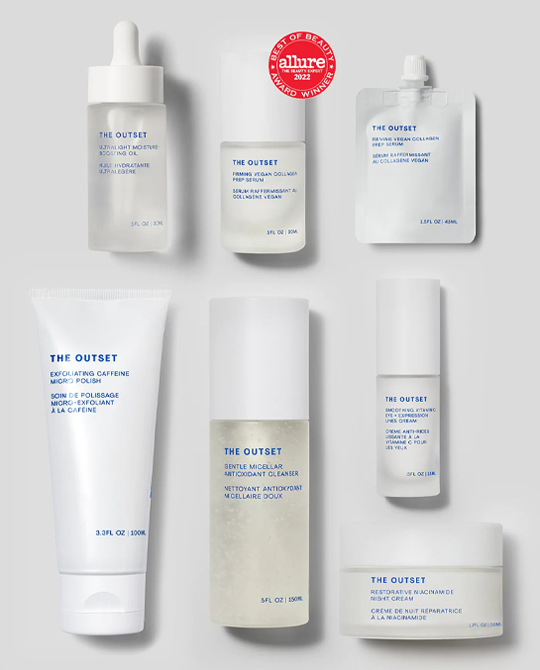 THE OUTSET
ULTRALIGHT MOISTURE
BOOSTING OIL
HUILE HYDRATANTE
ULTRALÉGÈRE
BEST OF BEAUTY
allure
THE BEAUTY EXPERT
2022
AWARD WINNER
THE OUTSET
FIRMING VEGAN COLLAGEN
PREP SERUM
SÉRUM RAFFERMISSANT AU
COLLAGÈNE VEGAN
1FL OZ | 30ML
THE OUTSET
FIRMING VEGAN COLLAGEN
PREP SERUM
SÉRUM RAFFERMISSANT
AU COLLAGÈNE VEGAN
1.5FL OZ | 45ML
THE OUTSET
EXFOLIATING CAFFEINE
MICRO POLISH
SOIN DE POLISSAGE
MICRO-EXFOLIANT
À LA CAFÉINE
3.3FL OZ | 100ML
THE OUTSET
GENTLE MICELLAR
ANTIOXIDANT CLEANSER
NETTOYANT ANTIOXYDANT
MICELLAIRE DOUX
5FL OZ | 150ML
THE OUTSET
SMOOTHING VITAMIN C
EYE + EXPRESSION
LINES CREAM
CRÈME ANTI-RIDES
LISSANTE À LA
VITAMINE C POUR
LES YEUX
THE OUTSET
RESTORATIVE NIACINAMIDE
NIGHT CREAM
CRÈME DE NUIT RÉPARATRICE
À LA NIACINAMIDE